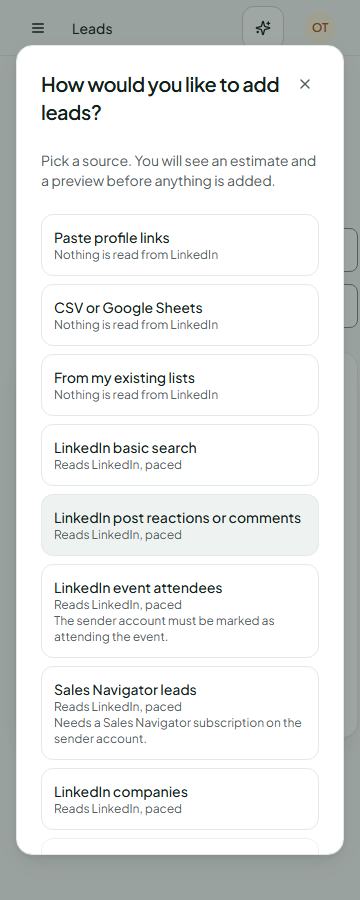 Leads
OT
How would you like to add
leads?
Pick a source. You will see an estimate and
a preview before anything is added.
Paste profile links
Nothing is read from LinkedIn
CSV or Google Sheets
Nothing is read from LinkedIn
From my existing lists
Nothing is read from LinkedIn
LinkedIn basic search
Reads LinkedIn, paced
LinkedIn post reactions or comments
Reads LinkedIn, paced
LinkedIn event attendees
Reads LinkedIn, paced
The sender account must be marked as
attending the event.
Sales Navigator leads
Reads LinkedIn, paced
Needs a Sales Navigator subscription on the
sender account.
LinkedIn companies
Reads LinkedIn, paced